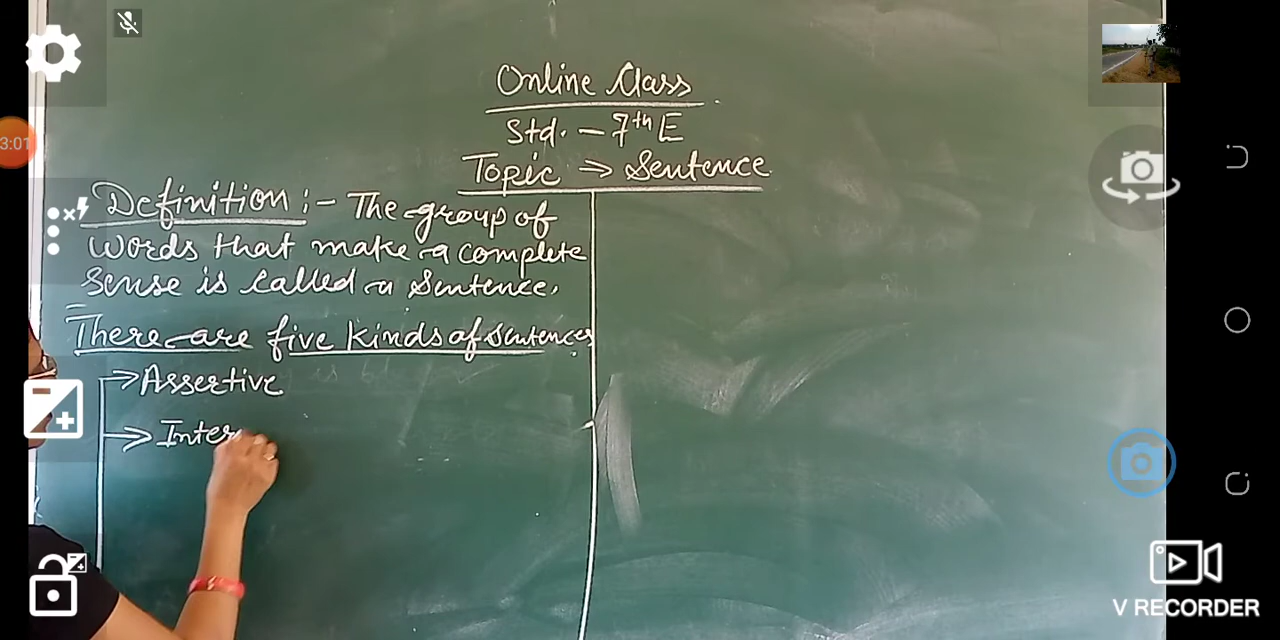 Online Class
Std. - 7th E
Topic ⇒ Sentence
Definition :- The group of
words that make a complete
sense is called a Sentence.
There are five kinds of sentences
→ Assertive
→ Inter
3:01
V RECORDER